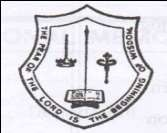 THE FEAR OF THE LORD IS THE BEGINNING OF WISDOM